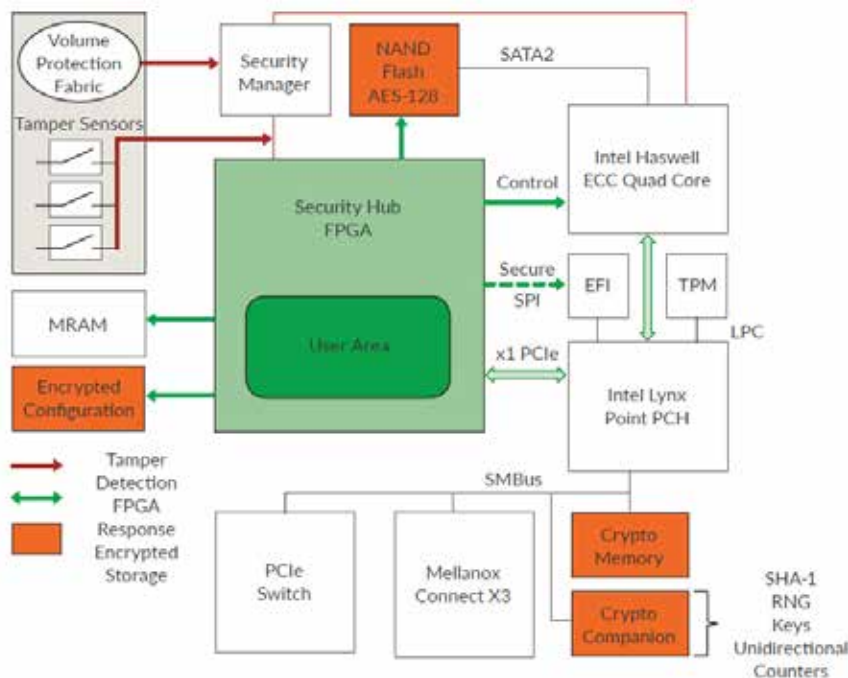 Volume
Protection
Fabric
Tamper Sensors
Security
Manager
NAND
Flash
AES-128
SATA2
Intel Haswell
ECC Quad Core
Control
Security Hub
FPGA
Secure
SPI
EFI
TPM
LPC
MRAM
User Area
x1 PCIe
Encrypted
Configuration
Intel Lynx
Point PCH
Tamper
Detection
FPGA
Response
Encrypted
Storage
SMBus
PCIe
Switch
Mellanox
Connect X3
Crypto
Memory
Crypto
Companion
SHA-1
RNG
Keys
Unidirectional
Counters